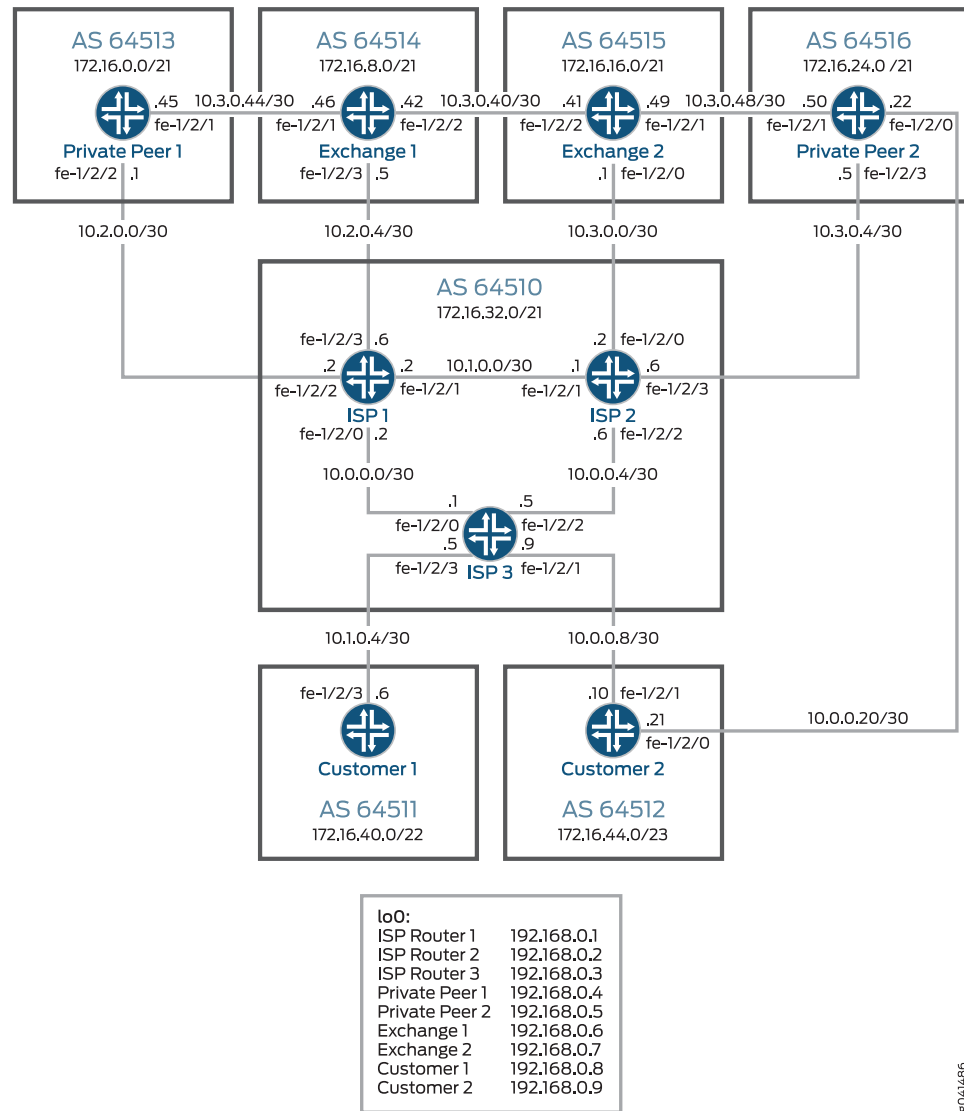 AS 64513
172.16.0.0/21
AS 64514
172.16.8.0/21
AS 64515
172.16.16.0/21
AS 64516
172.16.24.0 /21
.45
10.3.0.44/30
.46
.42
10.3.0.40/30
.41
.49
10.3.0.48/30
.50
.22
fe-1/2/1
fe-1/2/1
fe-1/2/2
fe-1/2/2
fe-1/2/1
fe-1/2/1
fe-1/2/0
Private Peer 1
Exchange 1
Exchange 2
Private Peer 2
fe-1/2/2 .1
fe-1/2/3 .5
.1 fe-1/2/0
.5 fe-1/2/3
10.2.0.0/30
10.2.0.4/30
10.3.0.0/30
10.3.0.4/30
AS 64510
172.16.32.0/21
fe-1/2/3 .6
.2 fe-1/2/0
.2
.2
10.1.0.0/30
.1
.6
fe-1/2/2
fe-1/2/1
fe-1/2/1
fe-1/2/3
ISP 1
ISP 2
fe-1/2/0 .2
.6 fe-1/2/2
10.0.0.0/30
10.0.0.4/30
.1
.5
fe-1/2/0
fe-1/2/2
.5
.9
fe-1/2/3
fe-1/2/1
ISP 3
10.1.0.4/30
10.0.0.8/30
fe-1/2/3 .6
.10 fe-1/2/1
.21
fe-1/2/0
10.0.0.20/30
Customer 1
Customer 2
AS 64511
172.16.40.0/22
AS 64512
172.16.44.0/23
lo0:
ISP Router 1 192.168.0.1
ISP Router 2 192.168.0.2
ISP Router 3 192.168.0.3
Private Peer 1 192.168.0.4
Private Peer 2 192.168.0.5
Exchange 1 192.168.0.6
Exchange 2 192.168.0.7
Customer 1 192.168.0.8
Customer 2 192.168.0.9